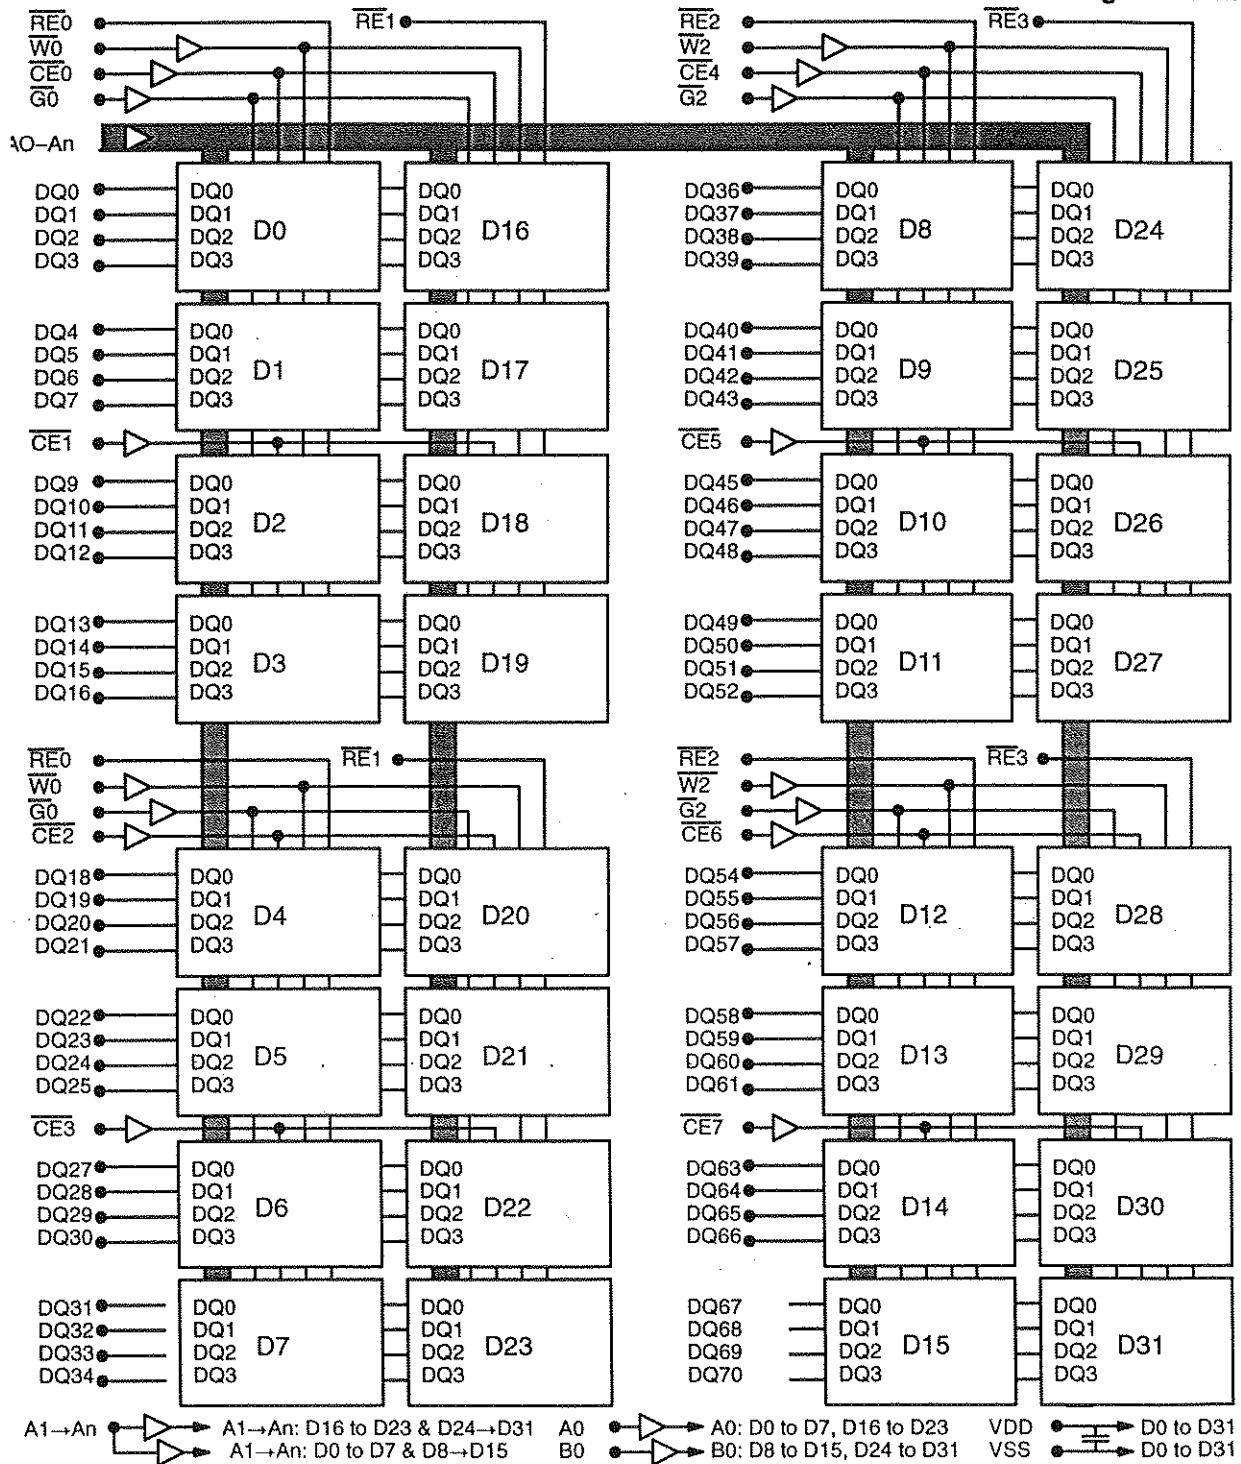 RE0 RE1 RE2 RE3
W0 W2
CE0 CE4
G0 G2
A0–An
DQ0 DQ0 DQ0 DQ36 DQ0 DQ0
DQ1 DQ1 DQ1 DQ37 DQ1 DQ1
D0 D16 D8 D24
DQ2 DQ2 DQ2 DQ38 DQ2 DQ2
DQ3 DQ3 DQ3 DQ39 DQ3 DQ3
DQ4 DQ0 DQ0 DQ40 DQ0 DQ0
DQ5 DQ1 DQ1 DQ41 DQ1 DQ1
D1 D17 D9 D25
DQ6 DQ2 DQ2 DQ42 DQ2 DQ2
DQ7 DQ3 DQ3 DQ43 DQ3 DQ3
CE1 CE5
DQ9 DQ0 DQ0 DQ45 DQ0 DQ0
DQ10 DQ1 DQ1 DQ46 DQ1 DQ1
D2 D18 D10 D26
DQ11 DQ2 DQ2 DQ47 DQ2 DQ2
DQ12 DQ3 DQ3 DQ48 DQ3 DQ3
DQ13 DQ0 DQ0 DQ49 DQ0 DQ0
DQ14 DQ1 DQ1 DQ50 DQ1 DQ1
D3 D19 D11 D27
DQ15 DQ2 DQ2 DQ51 DQ2 DQ2
DQ16 DQ3 DQ3 DQ52 DQ3 DQ3
RE0 RE1 RE2 RE3
W0 W2
G0 G2
CE2 CE6
DQ18 DQ0 DQ0 DQ54 DQ0 DQ0
DQ19 DQ1 DQ1 DQ55 DQ1 DQ1
D4 D20 D12 D28
DQ20 DQ2 DQ2 DQ56 DQ2 DQ2
DQ21 DQ3 DQ3 DQ57 DQ3 DQ3
DQ22 DQ0 DQ0 DQ58 DQ0 DQ0
DQ23 DQ1 DQ1 DQ59 DQ1 DQ1
D5 D21 D13 D29
DQ24 DQ2 DQ2 DQ60 DQ2 DQ2
DQ25 DQ3 DQ3 DQ61 DQ3 DQ3
CE3 CE7
DQ27 DQ0 DQ0 DQ63 DQ0 DQ0
DQ28 DQ1 DQ1 DQ64 DQ1 DQ1
D6 D22 D14 D30
DQ29 DQ2 DQ2 DQ65 DQ2 DQ2
DQ30 DQ3 DQ3 DQ66 DQ3 DQ3
DQ31 DQ0 DQ0 DQ67 DQ0 DQ0
DQ32 DQ1 DQ1 DQ68 DQ1 DQ1
D7 D23 D15 D31
DQ33 DQ2 DQ2 DQ69 DQ2 DQ2
DQ34 DQ3 DQ3 DQ70 DQ3 DQ3
A1→An A1→An: D16 to D23 & D24→D31 A0 A0: D0 to D7, D16 to D23 VDD D0 to D31
A1→An: D0 to D7 & D8→D15 B0 B0: D8 to D15, D24 to D31 VSS D0 to D31